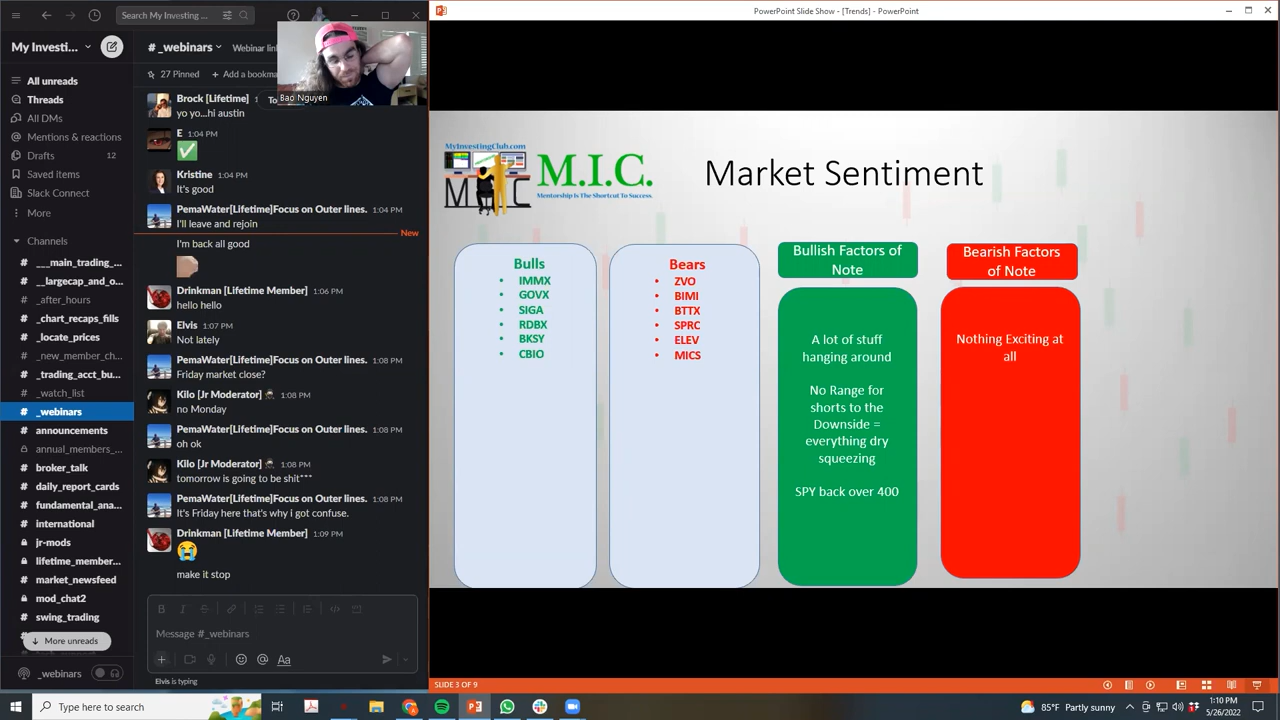 My Investing...
Search My Investing ...
PowerPoint Slide Show - [Trends] - PowerPoint
My Inves...
# _webinars
Webinar link
27 Pinned
+ Add a bookma
Bao Nguyen
All unreads
Threads
All DMs
Mentions & reactions
Drafts
12
Saved Items
Slack Connect
More
Channels
___main_trading_...
__largecap_and_o...
_after_hours
_chart_recaps_fills
_locate_prices
_new_member_ch...
_trading_acct_bu...
_watch_list
_webinars
announcements
annual_members_...
broker_talk
daily_report_cards
fundamental_ana...
international
jr-mods
lifetime_member...
market_newsfeed
mod_chat2
swing_trading
More unreads
_webinars
Brock [Lifetime]
yo yo...hi austin
E 1:04 PM
Kristine 1:04 PM
It's good
PemaWater[Lifetime]Focus on Outer lines. 1:04 PM
I'll leave and rejoin
New
I'm back all good
Drinkman [Lifetime] 1:06 PM
hello hello
Elvis 1:07 PM
Not lately
PemaWater[Lifetime]Focus on Outer lines. 1:08 PM
Friday market close?
Kilo [Jr Moderator] 1:08 PM
no Monday
PemaWater[Lifetime]Focus on Outer lines. 1:08 PM
oh ok
Kilo [Jr Moderator] 1:08 PM
tomorrow is going to be sh!t***
PemaWater[Lifetime]Focus on Outer lines. 1:08 PM
It's Friday here that's why i got confuse.
Drinkman [Lifetime] 1:09 PM
make it stop
Message #_webinars
Aa
Elvis is typing
MyInvestingClub.com
M.I.C.
Mentorship Is The Shortcut To Success.
Market Sentiment
Bulls
• IMMX
• GOVX
• SIGA
• RDBX
• BKSY
• CBIO
Bears
• ZVO
• BIMI
• BTTX
• SPRC
• ELEV
• MICS
Bullish Factors of
Note
A lot of stuff
hanging around
No Range for
shorts to the
Downside =
everything dry
squeezing
SPY back over 400
Bearish Factors
of Note
Nothing Exciting at
all
SLIDE 3 OF 9
Type here to search
85°F Partly sunny
1:10 PM
5/26/2022